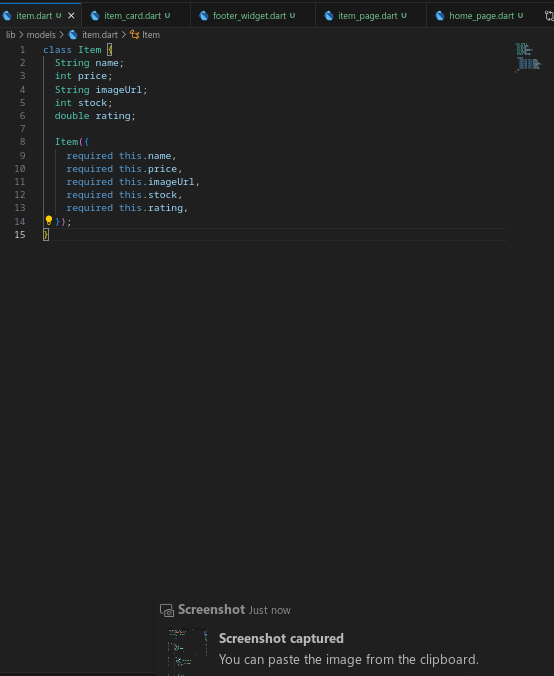 item.dart U
item_card.dart U
footer_widget.dart U
item_page.dart U
home_page.dart U
lib > models > item.dart > Item
1 class Item {
2 String name;
3 int price;
4 String imageUrl;
5 int stock;
6 double rating;
7
8 Item({
9 required this.name,
10 required this.price,
11 required this.imageUrl,
12 required this.stock,
13 required this.rating,
14 });
15 }
Screenshot Just now
Screenshot captured
You can paste the image from the clipboard.